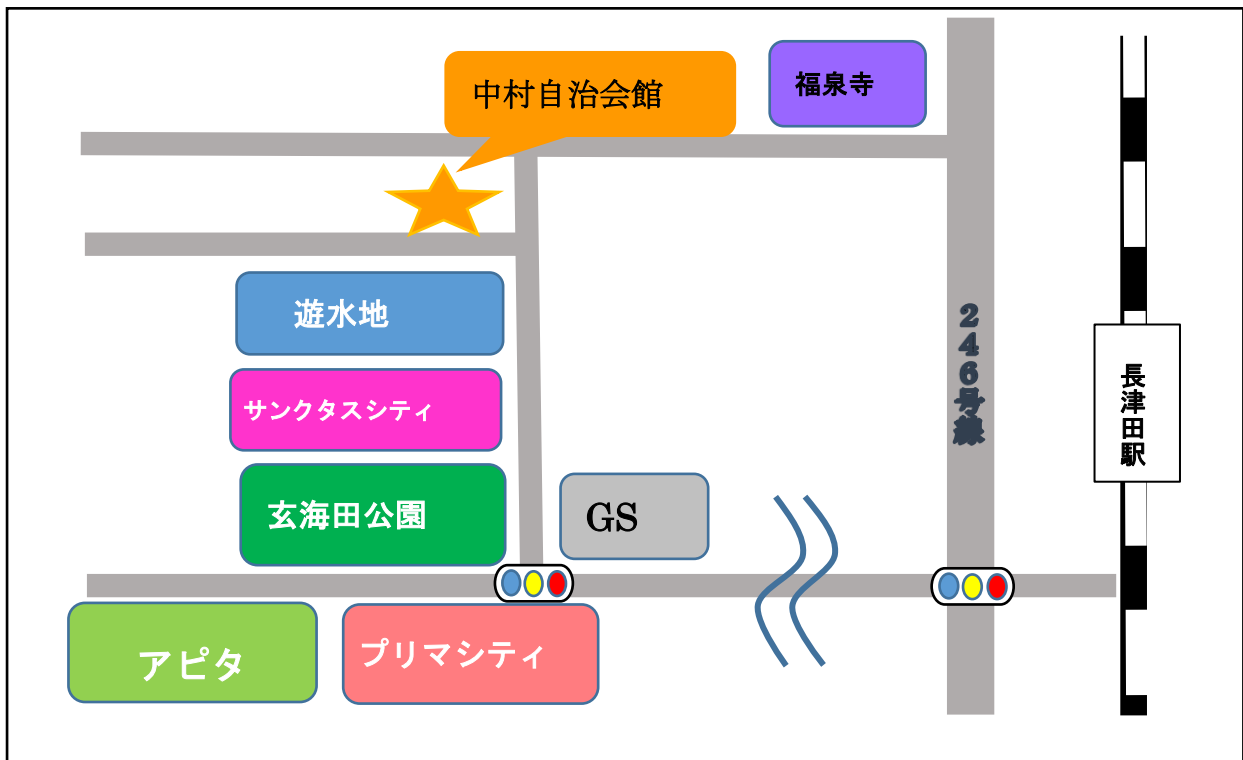 中村自治会館
福泉寺
遊水地
246号線
サンクタスシティ
長津田駅
玄海田公園
GS
アピタ
プリマシティ